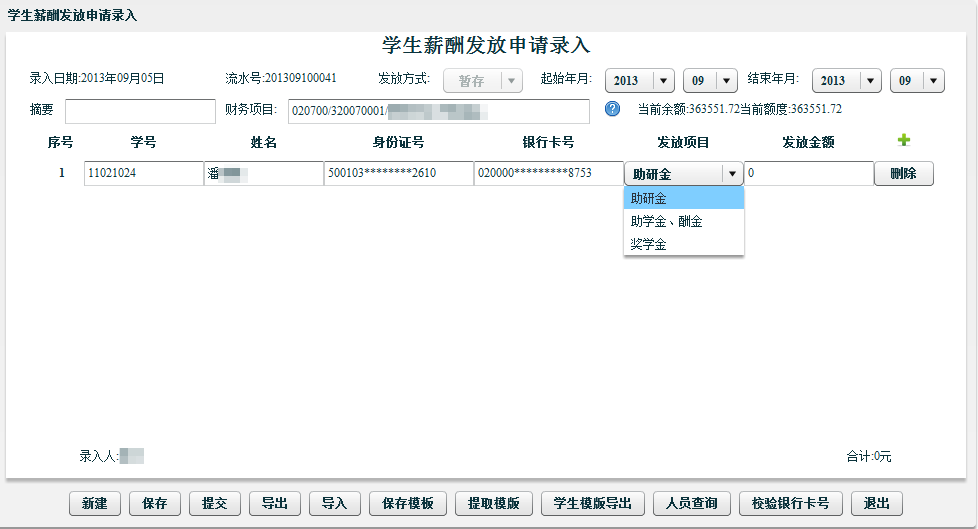 学生薪酬发放申请录入
学生薪酬发放申请录入
录入日期:2013年09月05日 流水号:201309100041 发放方式: 暂存 起始年月: 2013 09 结束年月: 2013 09
摘要 财务项目: 020700/320070001/ 当前余额:363551.72当前额度:363551.72
序号 学号 姓名 身份证号 银行卡号 发放项目 发放金额
1 11021024 潘 500103********2610 020000*********8753 助研金 0 删除
助研金
助学金、酬金
奖学金
录入人: 合计:0元
新建 保存 提交 导出 导入 保存模板 提取模版 学生模版导出 人员查询 校验银行卡号 退出